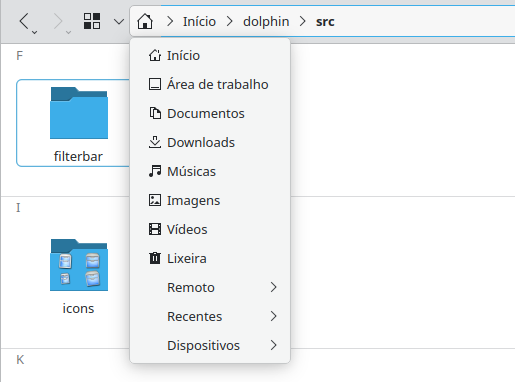 Início dolphin src
F
Início
Área de trabalho
Documentos
Downloads
filterbar
Músicas
Imagens
I
Vídeos
Lixeira
Remoto
icons
Recentes
Dispositivos
K